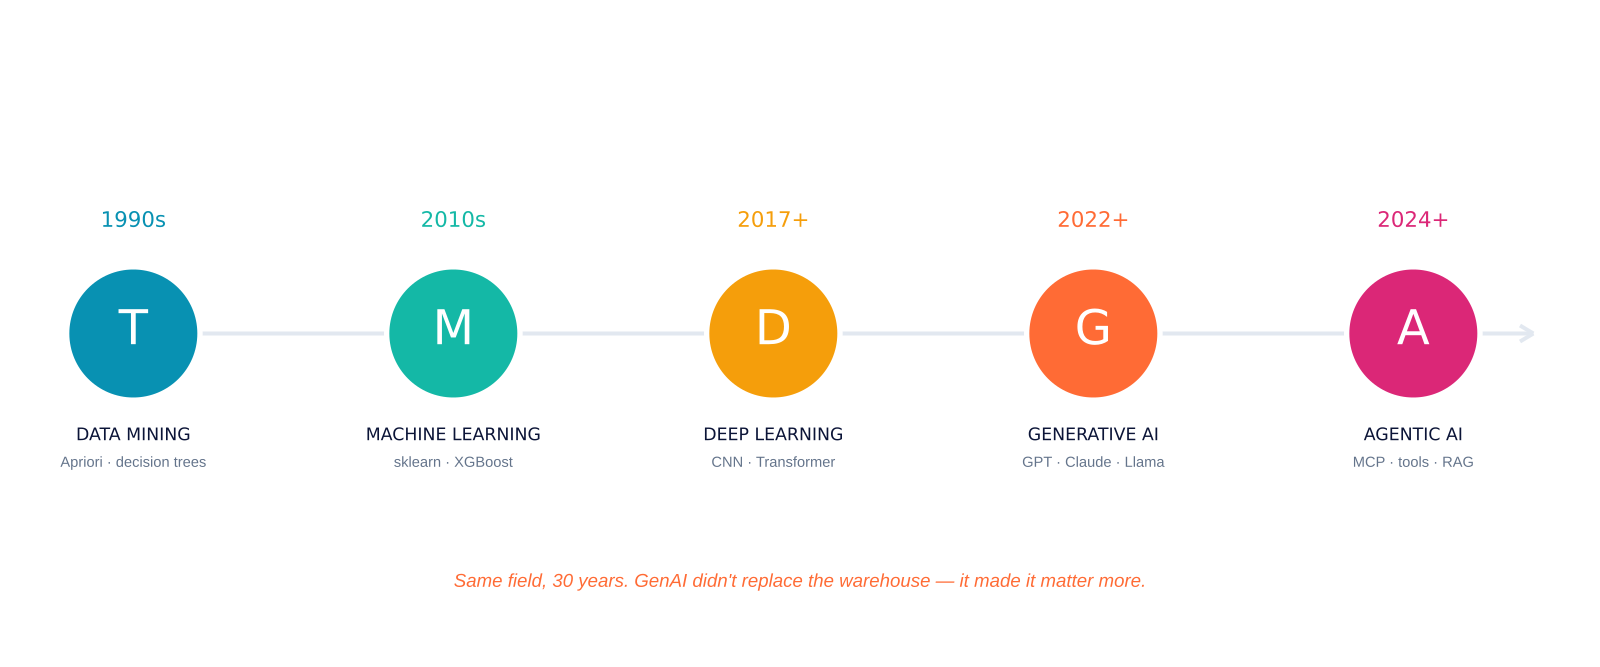 1990s 2010s 2017+ 2022+ 2024+
T M D G A
DATA MINING MACHINE LEARNING DEEP LEARNING GENERATIVE AI AGENTIC AI
Apriori · decision trees sklearn · XGBoost CNN · Transformer GPT · Claude · Llama MCP · tools · RAG
Same field, 30 years. GenAI didn't replace the warehouse — it made it matter more.